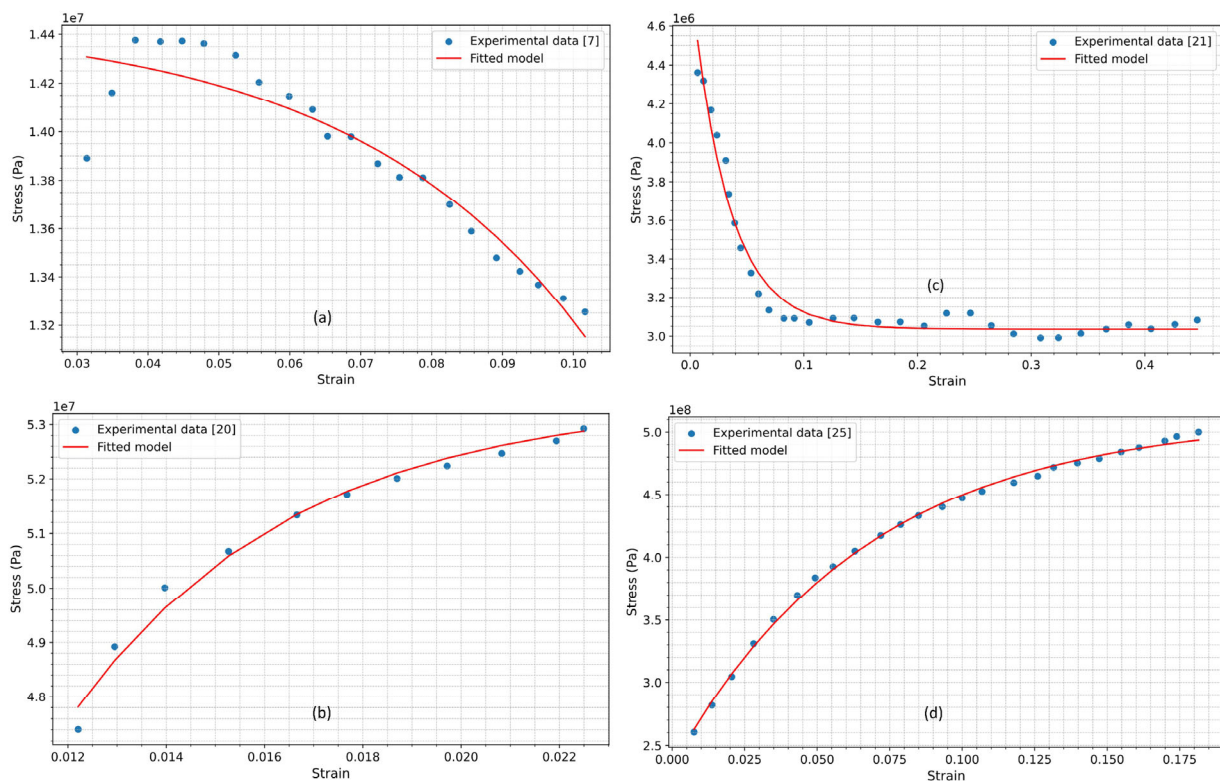 1e7
1.44
1.42
1.40
1.38
1.36
1.34
1.32
Stress (Pa)
Experimental data [7]
Fitted model
(a)
0.03
0.04
0.05
0.06
0.07
0.08
0.09
0.10
Strain
1e6
4.6
4.4
4.2
4.0
3.8
3.6
3.4
3.2
3.0
Stress (Pa)
Experimental data [21]
Fitted model
(c)
0.0
0.1
0.2
0.3
0.4
Strain
1e7
5.3
5.2
5.1
5.0
4.9
4.8
Stress (Pa)
Experimental data [20]
Fitted model
(b)
0.012
0.014
0.016
0.018
0.020
0.022
Strain
1e8
5.0
4.5
4.0
3.5
3.0
2.5
Stress (Pa)
Experimental data [25]
Fitted model
(d)
0.000
0.025
0.050
0.075
0.100
0.125
0.150
0.175
Strain